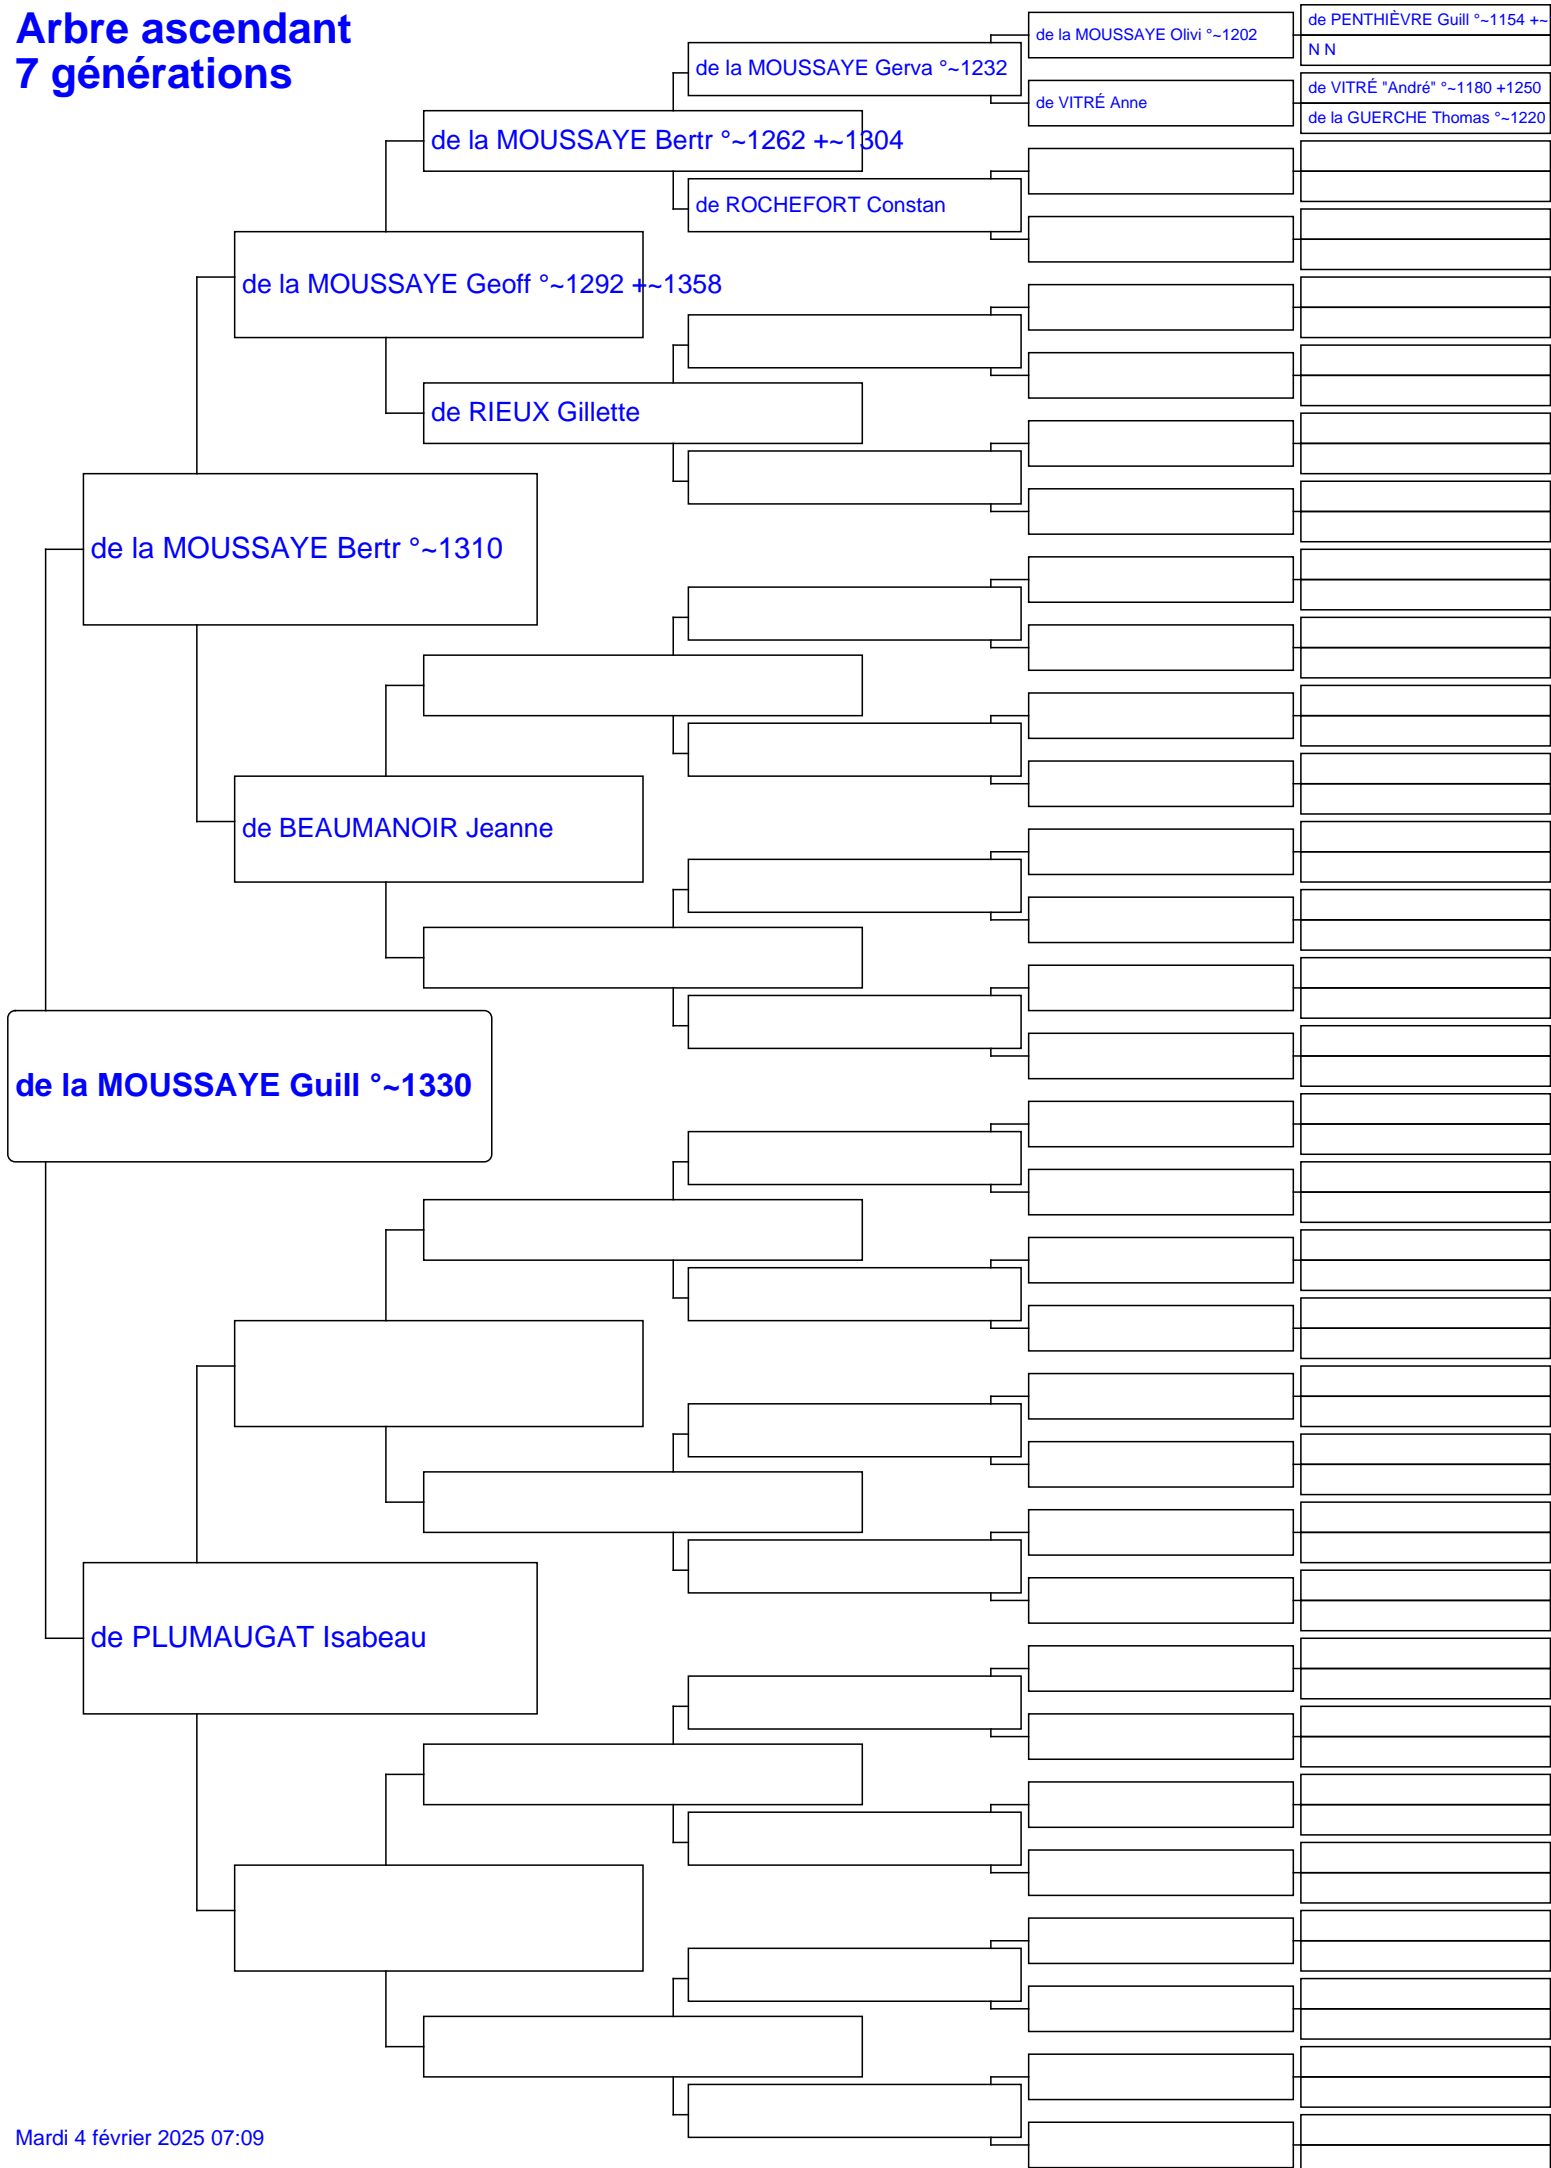 Arbre ascendant
7 générations
de PENTHIÈVRE Guill °~1154 +~
de la MOUSSAYE Olivi °~1202
N N
de la MOUSSAYE Gerva °~1232
de VITRÉ "André" °~1180 +1250
de VITRÉ Anne
de la GUERCHE Thomas °~1220
de la MOUSSAYE Bertr °~1262 +~1304
de ROCHEFORT Constan
de la MOUSSAYE Geoff °~1292 +~1358
de RIEUX Gillette
de la MOUSSAYE Bertr °~1310
de BEAUMANOIR Jeanne
de la MOUSSAYE Guill °~1330
de PLUMAUGAT Isabeau
Mardi 4 février 2025 07:09